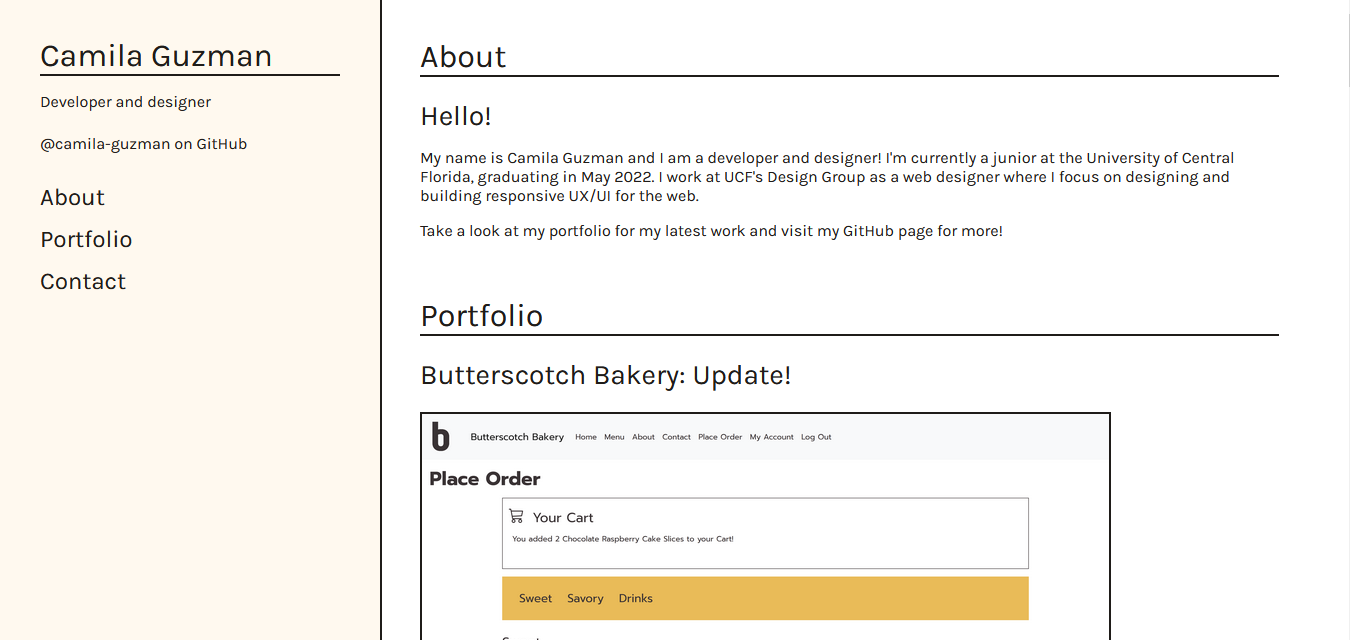 Camila Guzman
Developer and designer
@camila-guzman on GitHub
About
Portfolio
Contact
About
Hello!
My name is Camila Guzman and I am a developer and designer! I'm currently a junior at the University of Central
Florida, graduating in May 2022. I work at UCF's Design Group as a web designer where I focus on designing and
building responsive UX/UI for the web.
Take a look at my portfolio for my latest work and visit my GitHub page for more!
Portfolio
Butterscotch Bakery: Update!
b Butterscotch Bakery Home Menu About Contact Place Order My Account Log Out
Place Order
Your Cart
You added 2 Chocolate Raspberry Cake Slices to your Cart!
Sweet Savory Drinks